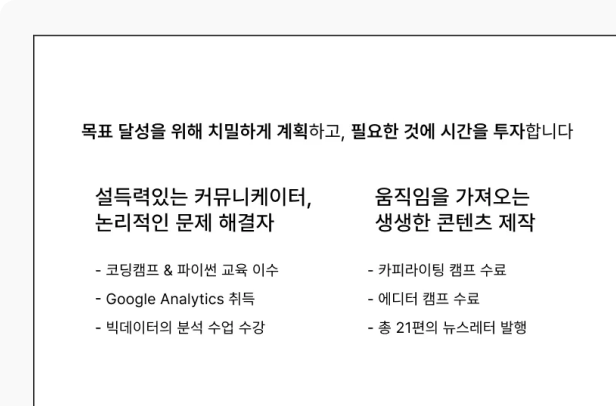 목표 달성을 위해 치밀하게 계획하고, 필요한 것에 시간을 투자합니다
설득력있는 커뮤니케이터,
논리적인 문제 해결자
- 코딩캠프 & 파이썬 교육 이수
- Google Analytics 취득
- 빅데이터의 분석 수업 수강
움직임을 가져오는
생생한 콘텐츠 제작
- 카피라이팅 캠프 수료
- 에디터 캠프 수료
- 총 21편의 뉴스레터 발행